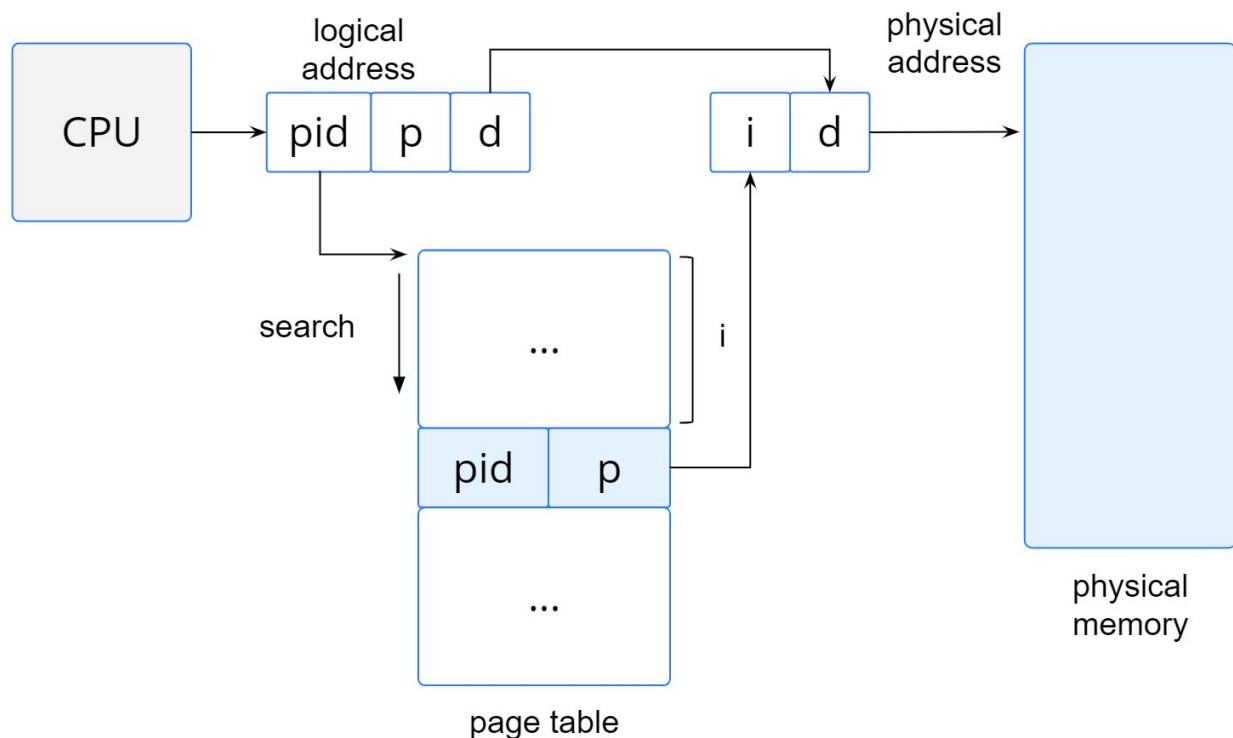 logical
address
physical
address
CPU
pid p d
i d
search
...
i
pid p
...
page table
physical
memory